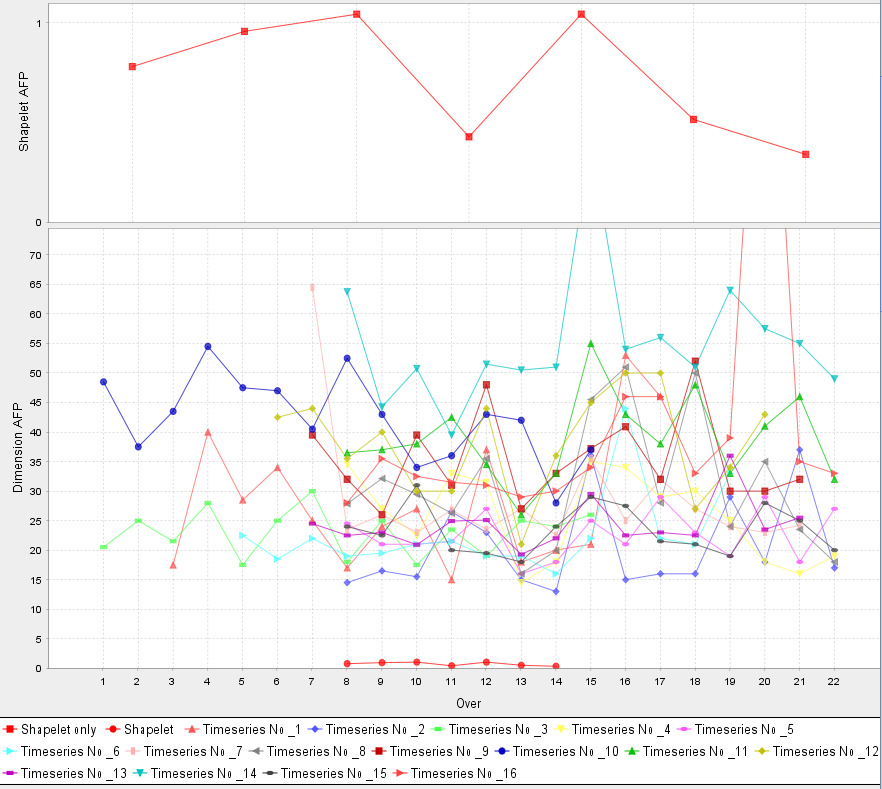 Shapelet AFP
1
0
Dimension AFP
70
65
60
55
50
45
40
35
30
25
20
15
10
5
0
1 2 3 4 5 6 7 8 9 10 11 12 13 14 15 16 17 18 19 20 21 22
Over
Shapelet only Shapelet Timeseries No _1 Timeseries No _2 Timeseries No _3 Timeseries No _4 Timeseries No _5
Timeseries No _6 Timeseries No _7 Timeseries No _8 Timeseries No _9 Timeseries No _10 Timeseries No _11 Timeseries No _12
Timeseries No _13 Timeseries No _14 Timeseries No _15 Timeseries No _16